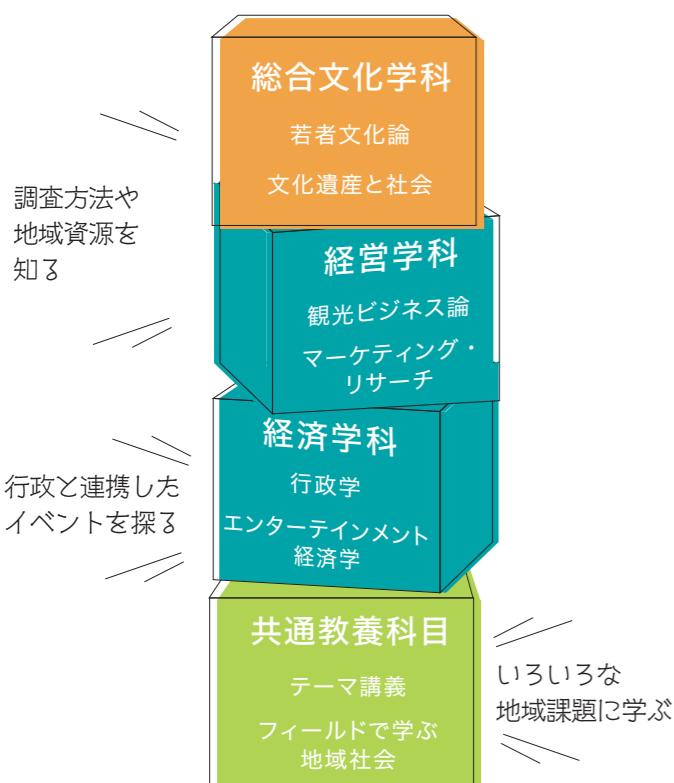 総合文化学科
若者文化論
文化遺産と社会
調査方法や
地域資源を
知る
経営学科
観光ビジネス論
マーケティング・
リサーチ
経済学科
行政学
エンターテインメント
経済学
行政と連携した
イベントを探る
共通教養科目
テーマ講義
フィールドで学ぶ
地域社会
いろいろな
地域課題に学ぶ